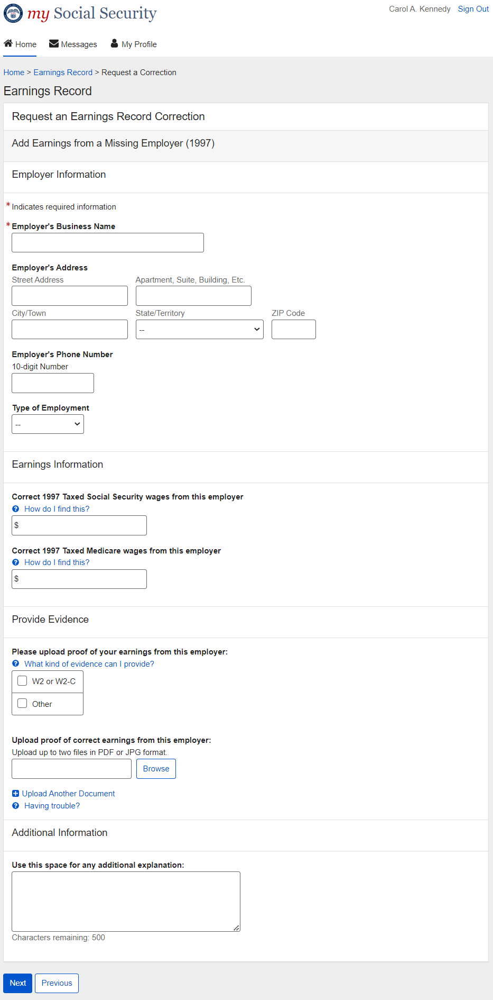 my Social Security
Carol A. Kennedy Sign Out
Home Messages My Profile
Home > Earnings Record > Request a Correction
Earnings Record
Request an Earnings Record Correction
Add Earnings from a Missing Employer (1997)
Employer Information
* Indicates required information
* Employer's Business Name
Employer's Address
Street Address Apartment, Suite, Building, Etc.
City/Town State/Territory ZIP Code
--
Employer's Phone Number
10-digit Number
Type of Employment
--
Earnings Information
Correct 1997 Taxed Social Security wages from this employer
? How do I find this?
$
Correct 1997 Taxed Medicare wages from this employer
? How do I find this?
$
Provide Evidence
Please upload proof of your earnings from this employer:
? What kind of evidence can I provide?
W2 or W2-C
Other
Upload proof of correct earnings from this employer:
Upload up to two files in PDF or JPG format.
Browse
Upload Another Document
? Having trouble?
Additional Information
Use this space for any additional explanation:
Characters remaining: 500
Next Previous